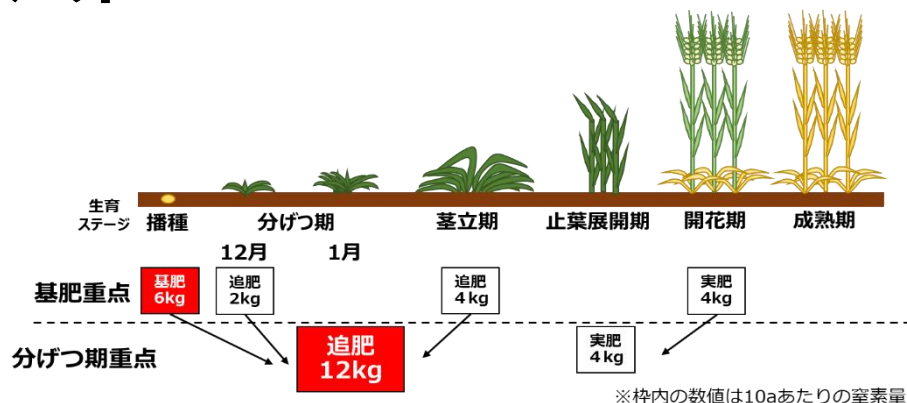 生育
ステージ
播種
分げつ期
茎立期
止葉展開期
開花期
成熟期
12月
1月
基肥重点
基肥
6kg
追肥
2kg
追肥
4kg
実肥
4kg
分げつ期重点
追肥
12kg
実肥
4kg
※枠内の数値は10aあたりの窒素量